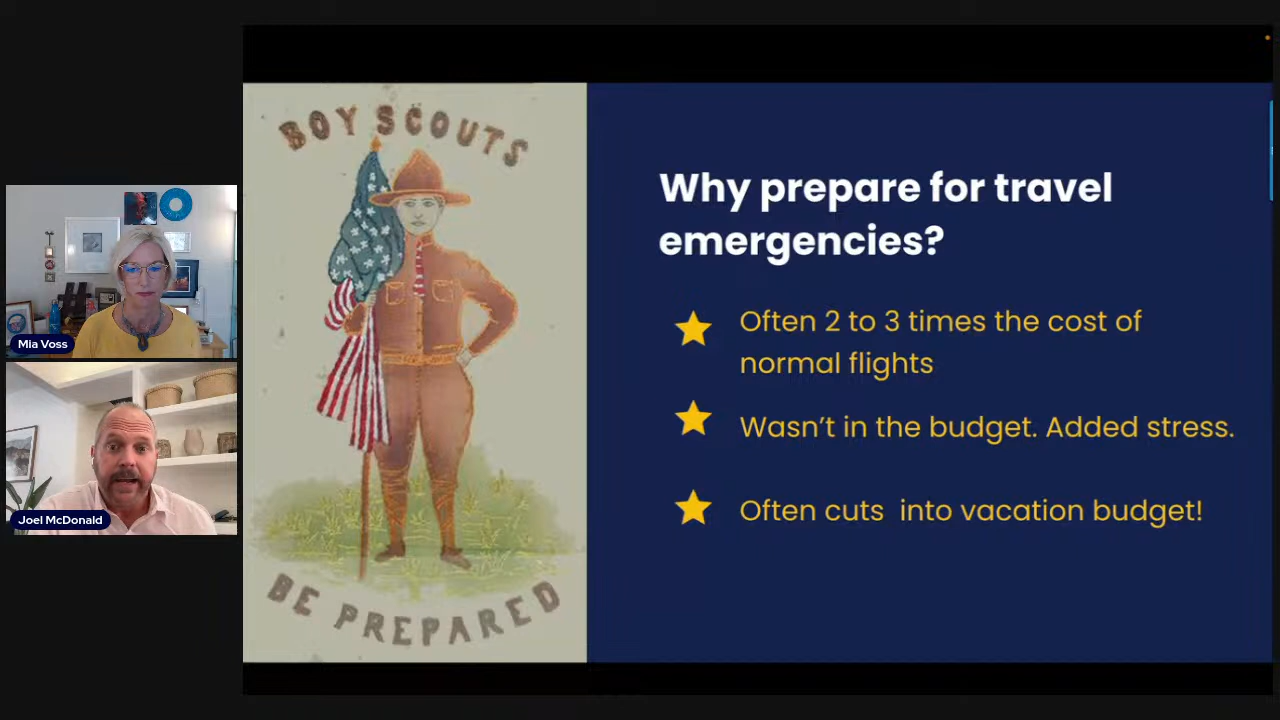 Mia Voss
Joel McDonald
BOY SCOUTS
BE PREPARED
Why prepare for travel
emergencies?
Often 2 to 3 times the cost of
normal flights
Wasn't in the budget. Added stress.
Often cuts  into vacation budget!